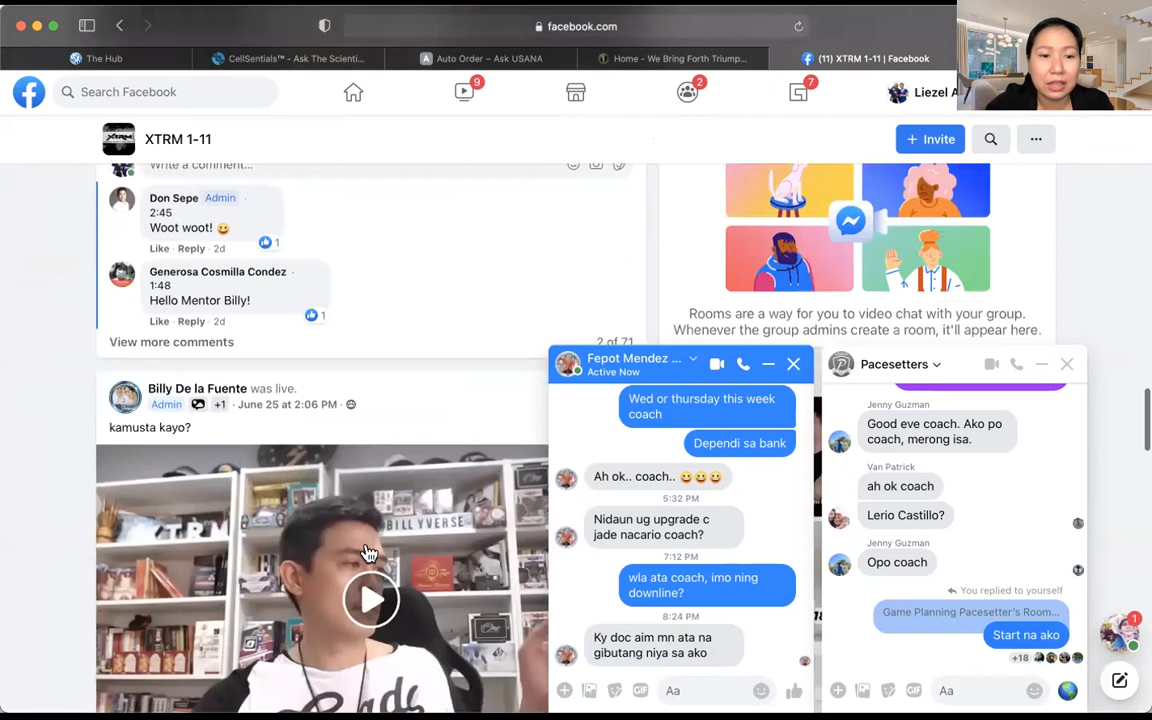 facebook.com
The Hub
CellSentials™ - Ask The Scienti...
Auto Order – Ask USANA
Home - We Bring Forth Triump...
(11) XTRM 1-11 | Facebook
Search Facebook
9
2
7
Liezel A
XTRM 1-11
+ Invite
Write a comment...
Don Sepe Admin ·
2:45
Woot woot! 😀
Like · Reply · 2d
1
Generosa Cosmilla Condez ·
1:48
Hello Mentor Billy!
Like · Reply · 2d
1
View more comments
2 of 71
Rooms are a way for you to video chat with your group.
Whenever the group admins create a room, it'll appear here.
Billy De la Fuente was live.
Admin +1 · June 25 at 2:06 PM ·
kamusta kayo?
XTRM
BILLYVERSE
Fepot Mendez ...
Active Now
Wed or thursday this week
coach
Dependi sa bank
Ah ok.. coach.. 😀😀😀
5:32 PM
Nidaun ug upgrade c
jade nacario coach?
7:12 PM
wla ata coach, imo ning
downline?
8:24 PM
Ky doc aim mn ata na
gibutang niya sa ako
GIF
Aa
Pacesetters
Jenny Guzman
Good eve coach. Ako po
coach, merong isa.
Van Patrick
ah ok coach
Lerio Castillo?
Jenny Guzman
Opo coach
You replied to yourself
Game Planning Pacesetter's Room...
Start na ako
+18
GIF
Aa
1